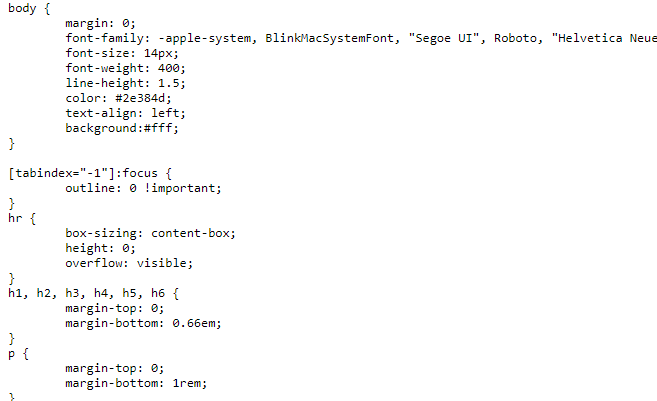 body {
	margin: 0;
	font-family: -apple-system, BlinkMacSystemFont, "Segoe UI", Roboto, "Helvetica Neue
	font-size: 14px;
	font-weight: 400;
	line-height: 1.5;
	color: #2e384d;
	text-align: left;
	background:#fff;
}

[tabindex="-1"]:focus {
	outline: 0 !important;
}
hr {
	box-sizing: content-box;
	height: 0;
	overflow: visible;
}
h1, h2, h3, h4, h5, h6 {
	margin-top: 0;
	margin-bottom: 0.66em;
}
p {
	margin-top: 0;
	margin-bottom: 1rem;
}